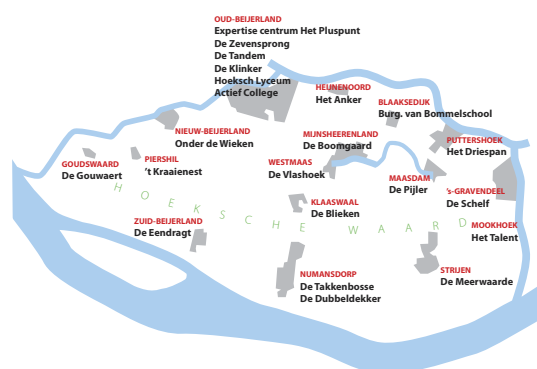 OUD-BEIJERLAND
Expertise centrum Het Pluspunt
De Zevensprong
De Tandem
De Klinker
Hoeksch Lyceum
Actief College
HEIJNENOORD
Het Anker
BLAAKSEDIJK
Burg. van Bommelschool
NIEUW-BEIJERLAND
Onder de Wieken
MIJNSHEERENLAND
De Boomgaard
PUTTERSHOEK
Het Driespan
GOUDSWAARD
De Gouwaert
PIERSHIL
't Kraaienest
WESTMAAS
De Vlashoek
MAASDAM
De Pijler
's-GRAVENDEEL
De Schelf
KLAASWAAL
De Blieken
ZUID-BEIJERLAND
De Eendragt
MOOKHOEK
Het Talent
HOEKSCHE WAARD
NUMANSDORP
De Takkenbosse
De Dubbeldekker
STRIJEN
De Meerwaarde